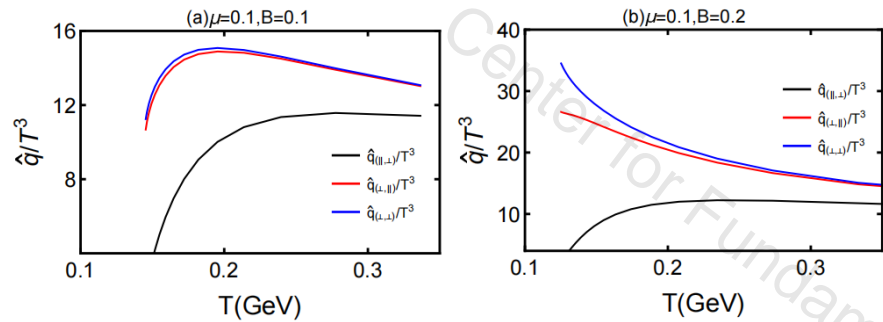 (a)μ=0.1,B=0.1
16
12
8
q̂/T³
q̂(∥,⊥)/T³
q̂(⊥,∥)/T³
q̂(⊥,⊥)/T³
0.1 0.2 0.3
T(GeV)
(b)μ=0.1,B=0.2
40
30
20
10
q̂/T³
q̂(∥,⊥)/T³
q̂(⊥,∥)/T³
q̂(⊥,⊥)/T³
0.1 0.2 0.3
T(GeV)
Center for Fundam